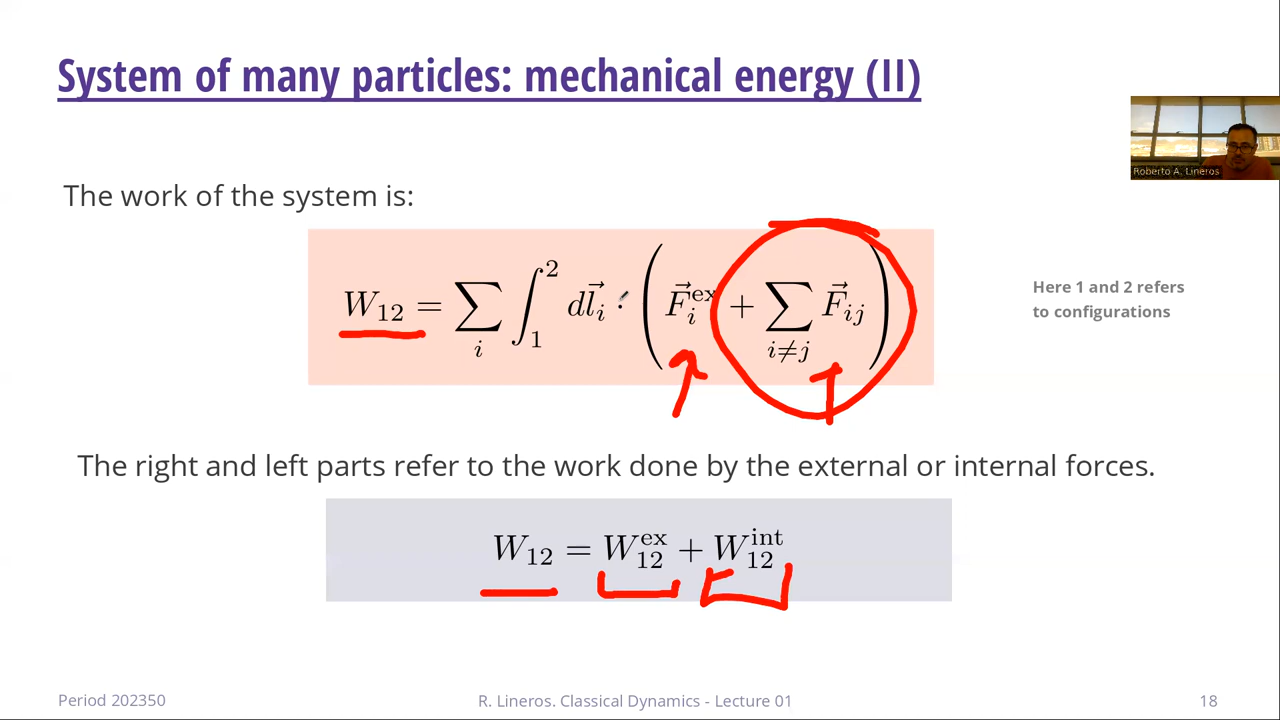 System of many particles: mechanical energy (II)
Roberto A. Lineros
The work of the system is:
W₁₂ = ∑ᵢ ∫₁² dl⃗ᵢ · ( F⃗ᵢᵉˣ + ∑_{i≠j} F⃗ᵢⱼ )
Here 1 and 2 refers
to configurations
The right and left parts refer to the work done by the external or internal forces.
W₁₂ = W₁₂ᵉˣ + W₁₂ⁱⁿᵗ
Period 202350
R. Lineros. Classical Dynamics - Lecture 01
18